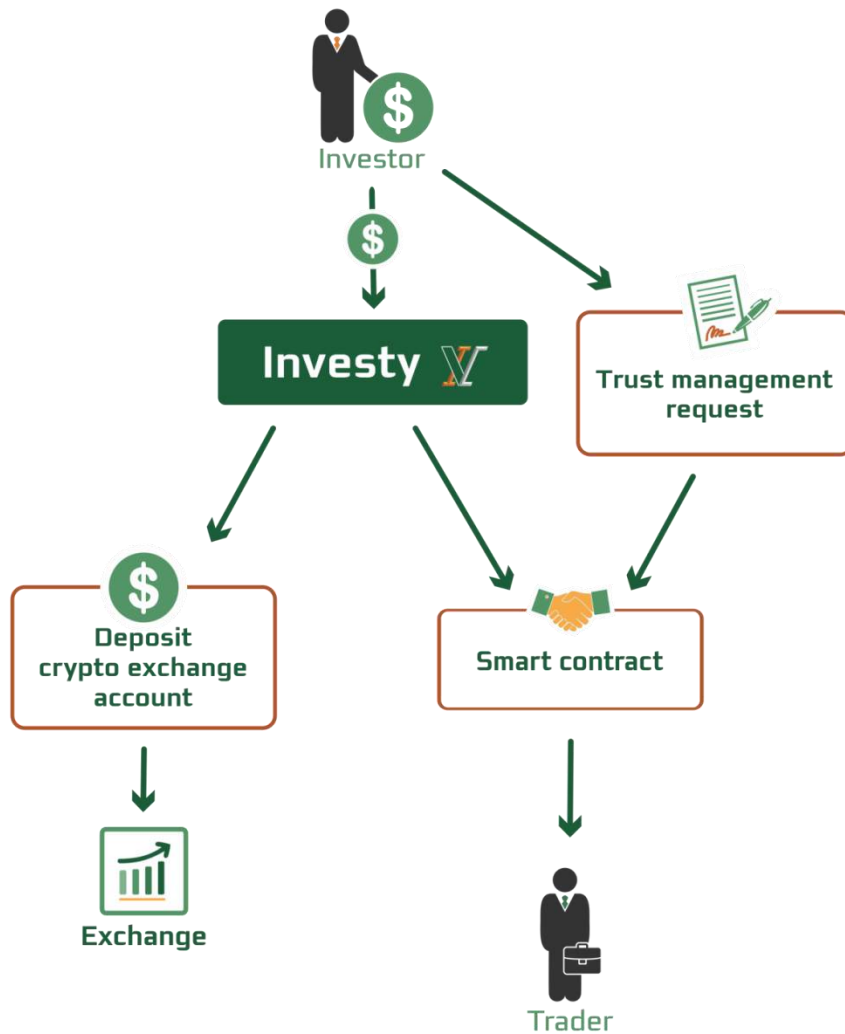 Investor
Investy
Trust management
request
Deposit
crypto exchange
account
Smart contract
Exchange
Trader